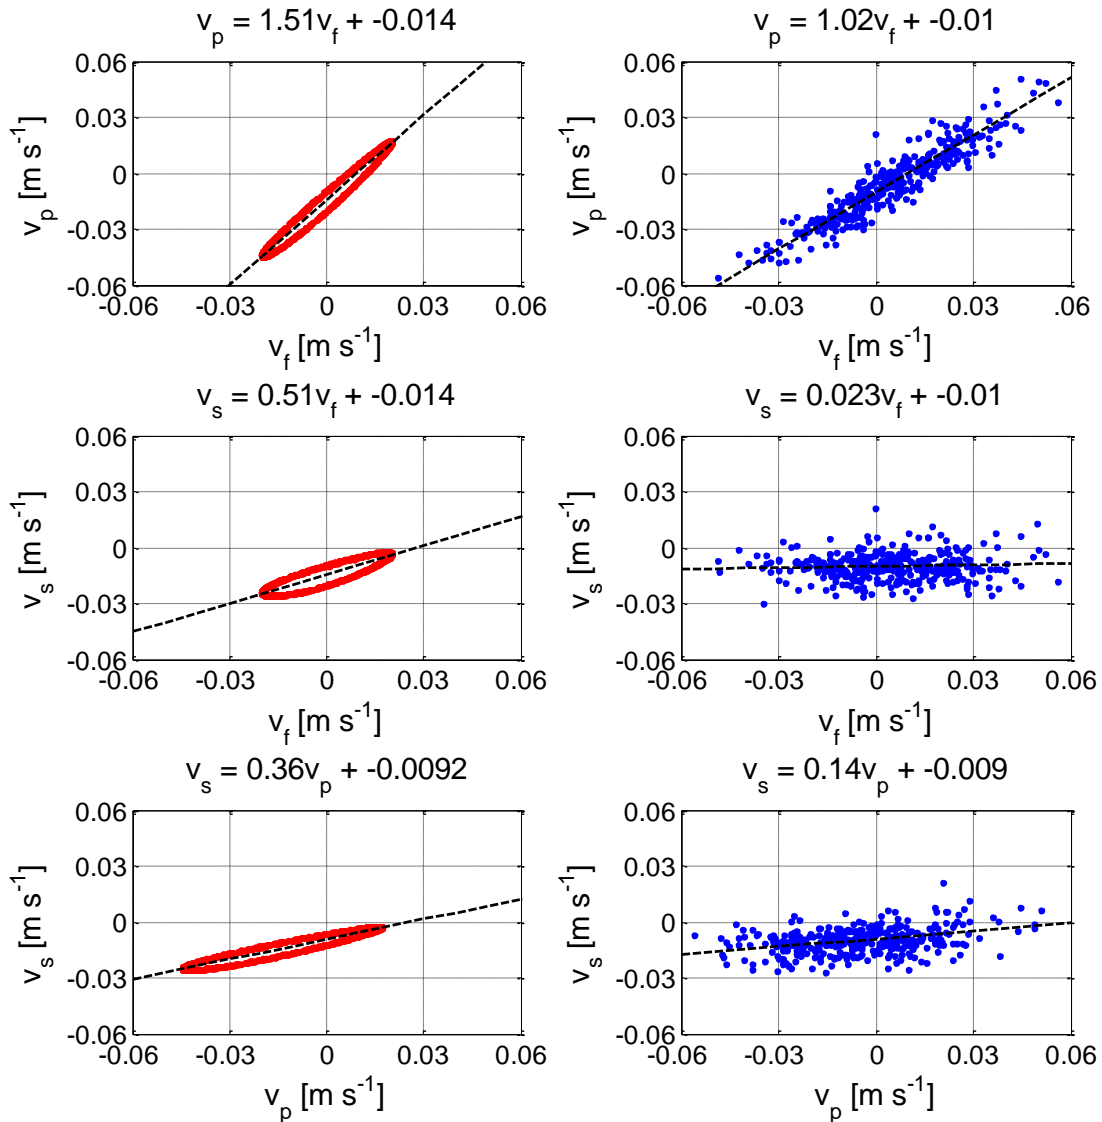 v_p = 1.51v_f + -0.014
v_p = 1.02v_f + -0.01
0.06
0.03
0
-0.03
-0.06
v_p [m s^-1]
-0.06 -0.03 0 0.03 0.06
v_f [m s^-1]
0.06
0.03
0
-0.03
-0.06
v_p [m s^-1]
-0.06 -0.03 0 0.03 .06
v_f [m s^-1]
v_s = 0.51v_f + -0.014
v_s = 0.023v_f + -0.01
0.06
0.03
0
-0.03
-0.06
v_s [m s^-1]
-0.06 -0.03 0 0.03 0.06
v_f [m s^-1]
0.06
0.03
0
-0.03
-0.06
v_s [m s^-1]
-0.06 -0.03 0 0.03 0.06
v_f [m s^-1]
v_s = 0.36v_p + -0.0092
v_s = 0.14v_p + -0.009
0.06
0.03
0
-0.03
-0.06
v_s [m s^-1]
-0.06 -0.03 0 0.03 0.06
v_p [m s^-1]
0.06
0.03
0
-0.03
-0.06
v_s [m s^-1]
-0.06 -0.03 0 0.03 0.06
v_p [m s^-1]